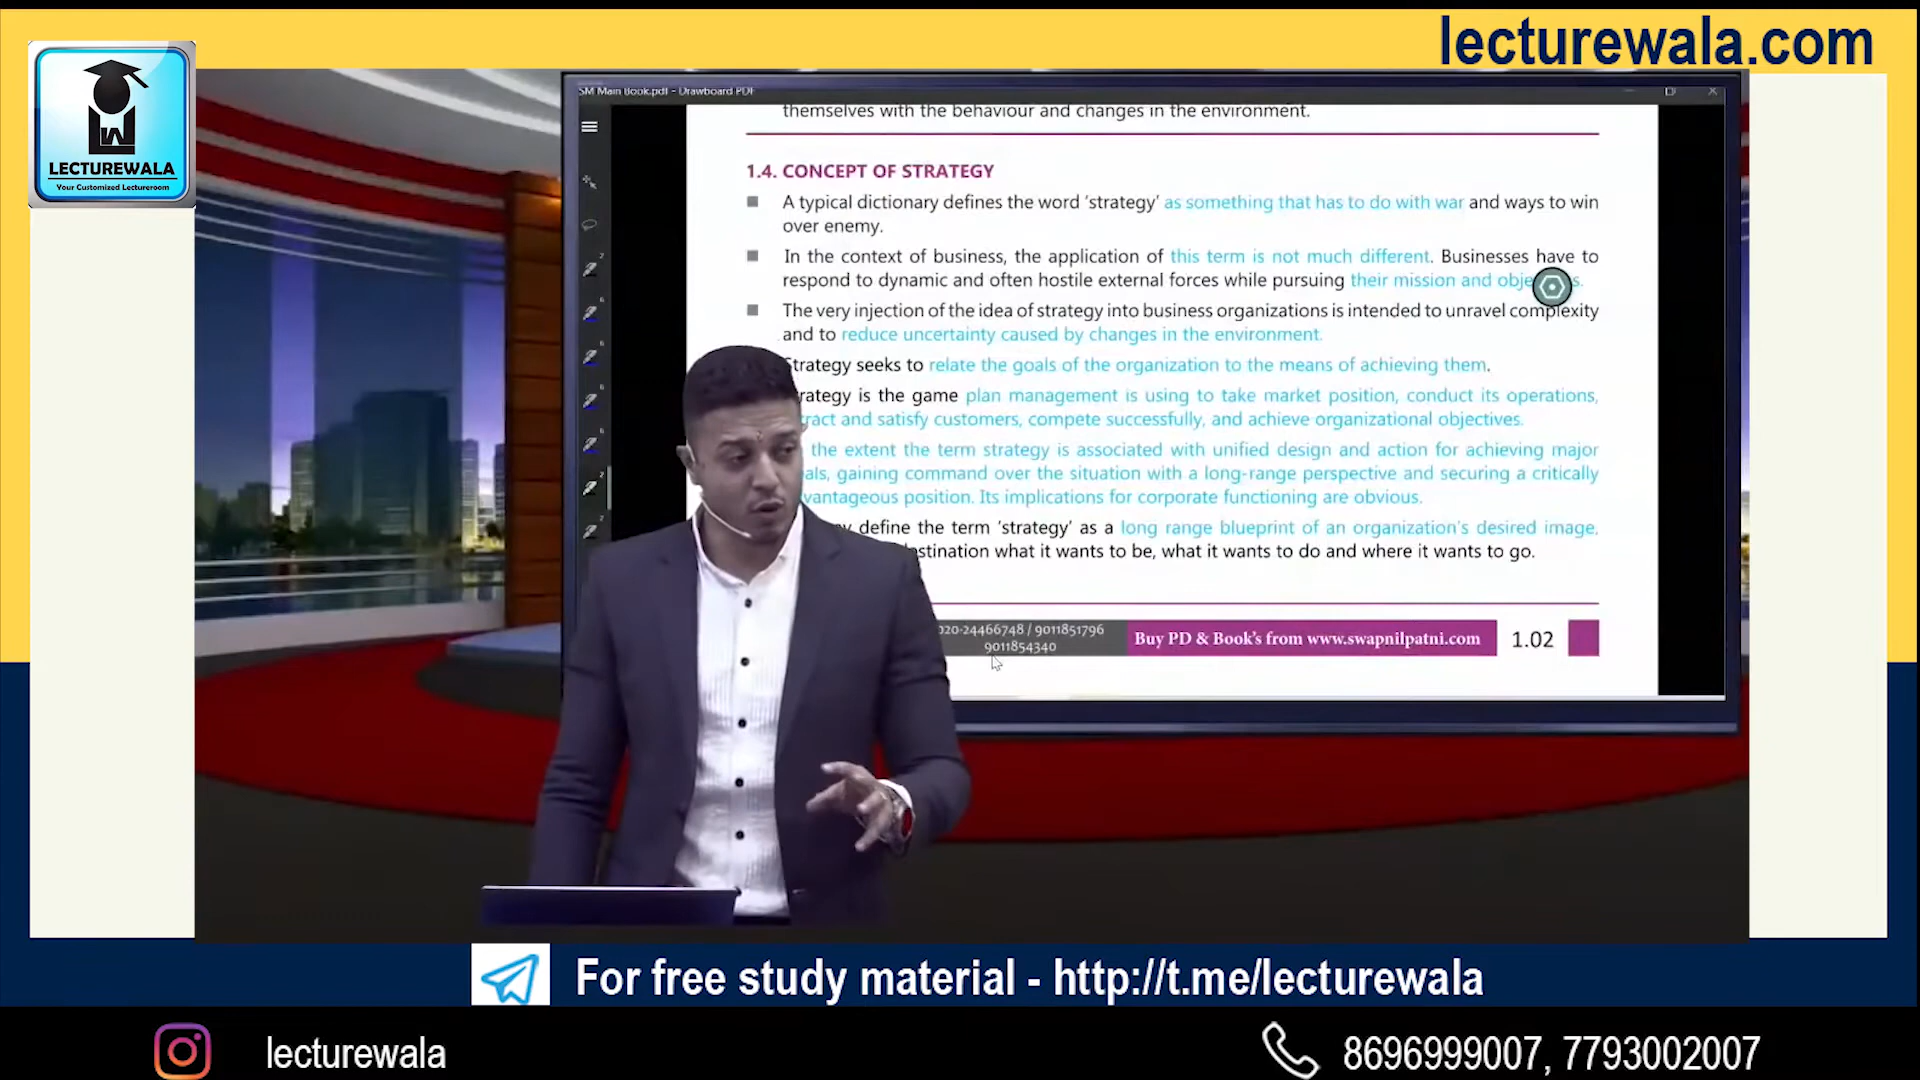 lecturewala.com
LW
LECTUREWALA
Your Customized Lectureroom
SM Main Book.pdf - Drawboard PDF
themselves with the behaviour and changes in the environment.
1.4. CONCEPT OF STRATEGY
A typical dictionary defines the word ‘strategy’ as something that has to do with war and ways to win
over enemy.
In the context of business, the application of this term is not much different. Businesses have to
respond to dynamic and often hostile external forces while pursuing their mission and
The very injection of the idea of strategy into business organizations is intended to unravel complexity
and to reduce uncertainty caused by changes in the environment.
Strategy seeks to relate the goals of the organization to the means of achieving them.
is the game plan management is using to take market position, conduct its operations,
and satisfy customers, compete successfully, and achieve organizational objectives.
the extent the term strategy is associated with unified design and action for achieving major
gaining command over the situation with a long-range perspective and securing a critically
position. Its implications for corporate functioning are obvious.
define the term ‘strategy’ as a long range blueprint of an organization’s desired image,
what it wants to be, what it wants to do and where it wants to go.
020-24466748 / 9011851796
9011854340
Buy PD & Book’s from www.swapnilpatni.com
1.02
For free study material - http://t.me/lecturewala
lecturewala
8696999007, 7793002007